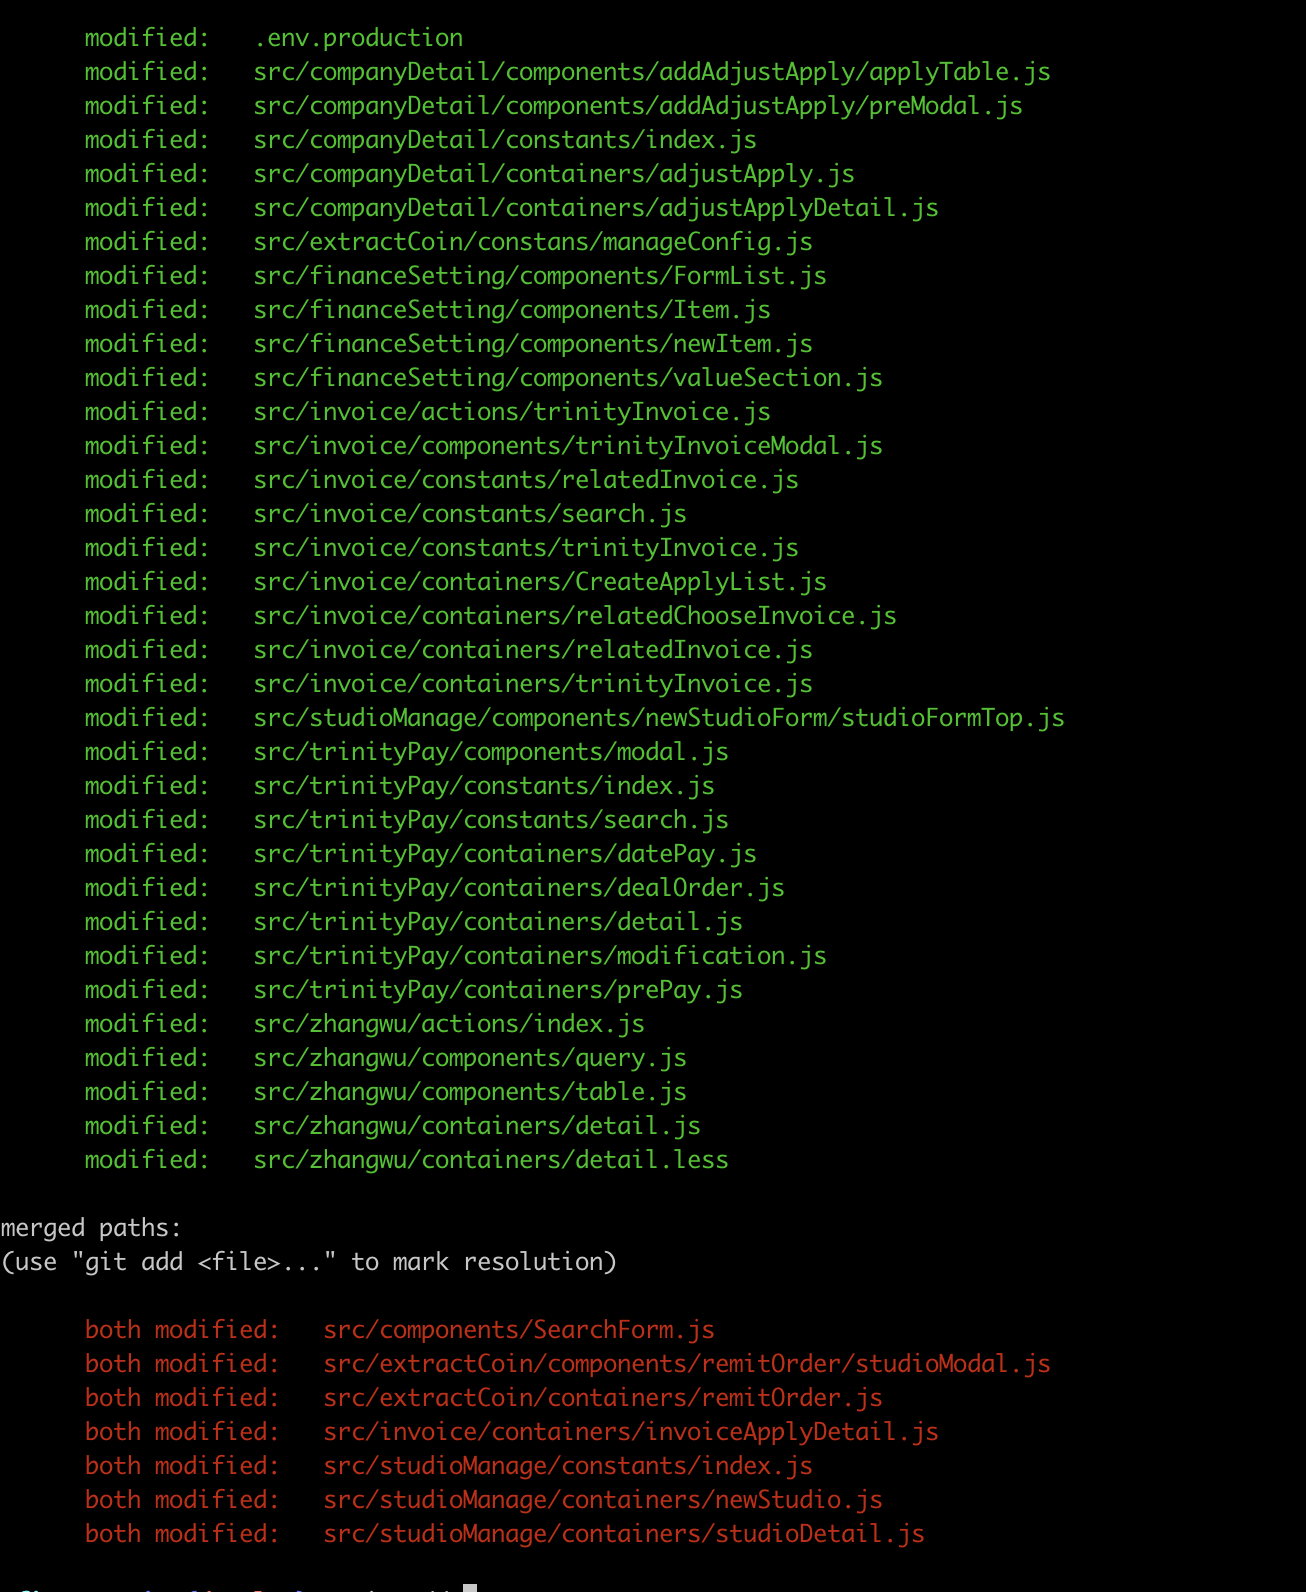 modified: .env.production
modified: src/companyDetail/components/addAdjustApply/applyTable.js
modified: src/companyDetail/components/addAdjustApply/preModal.js
modified: src/companyDetail/constants/index.js
modified: src/companyDetail/containers/adjustApply.js
modified: src/companyDetail/containers/adjustApplyDetail.js
modified: src/extractCoin/constans/manageConfig.js
modified: src/financeSetting/components/FormList.js
modified: src/financeSetting/components/Item.js
modified: src/financeSetting/components/newItem.js
modified: src/financeSetting/components/valueSection.js
modified: src/invoice/actions/trinityInvoice.js
modified: src/invoice/components/trinityInvoiceModal.js
modified: src/invoice/constants/relatedInvoice.js
modified: src/invoice/constants/search.js
modified: src/invoice/constants/trinityInvoice.js
modified: src/invoice/containers/CreateApplyList.js
modified: src/invoice/containers/relatedChooseInvoice.js
modified: src/invoice/containers/relatedInvoice.js
modified: src/invoice/containers/trinityInvoice.js
modified: src/studioManage/components/newStudioForm/studioFormTop.js
modified: src/trinityPay/components/modal.js
modified: src/trinityPay/constants/index.js
modified: src/trinityPay/constants/search.js
modified: src/trinityPay/containers/datePay.js
modified: src/trinityPay/containers/dealOrder.js
modified: src/trinityPay/containers/detail.js
modified: src/trinityPay/containers/modification.js
modified: src/trinityPay/containers/prePay.js
modified: src/zhangwu/actions/index.js
modified: src/zhangwu/components/query.js
modified: src/zhangwu/components/table.js
modified: src/zhangwu/containers/detail.js
modified: src/zhangwu/containers/detail.less
merged paths:
(use "git add <file>..." to mark resolution)
both modified: src/components/SearchForm.js
both modified: src/extractCoin/components/remitOrder/studioModal.js
both modified: src/extractCoin/containers/remitOrder.js
both modified: src/invoice/containers/invoiceApplyDetail.js
both modified: src/studioManage/constants/index.js
both modified: src/studioManage/containers/newStudio.js
both modified: src/studioManage/containers/studioDetail.js